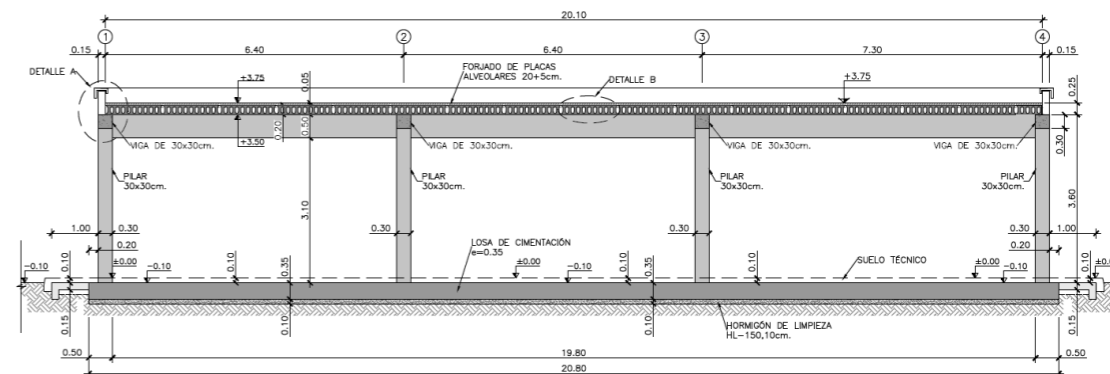 20.10
1
2
3
4
0.15
6.40
6.40
7.30
0.15
DETALLE A
FORJADO DE PLACAS
ALVEOLARES 20+5cm.
DETALLE B
+3.75
0.05
+3.75
0.25
0.20
0.50
+3.50
VIGA DE 30x30cm.
VIGA DE 30x30cm.
VIGA DE 30x30cm.
VIGA DE 30x30cm.
0.30
PILAR
30x30cm.
PILAR
30x30cm.
PILAR
30x30cm.
PILAR
30x30cm.
3.10
3.60
1.00
0.30
0.30
0.30
0.30
1.00
0.20
LOSA DE CIMENTACIÓN
e=0.35
0.20
SUELO TÉCNICO
-0.10
0.10
±0.00
-0.10
0.10
0.35
±0.00
-0.10
0.10
0.35
0.10
±0.00
-0.10
0.10
±0.00
0.15
0.10
0.10
0.15
HORMIGÓN DE LIMPIEZA
HL-150,10cm.
0.50
19.80
0.50
20.80